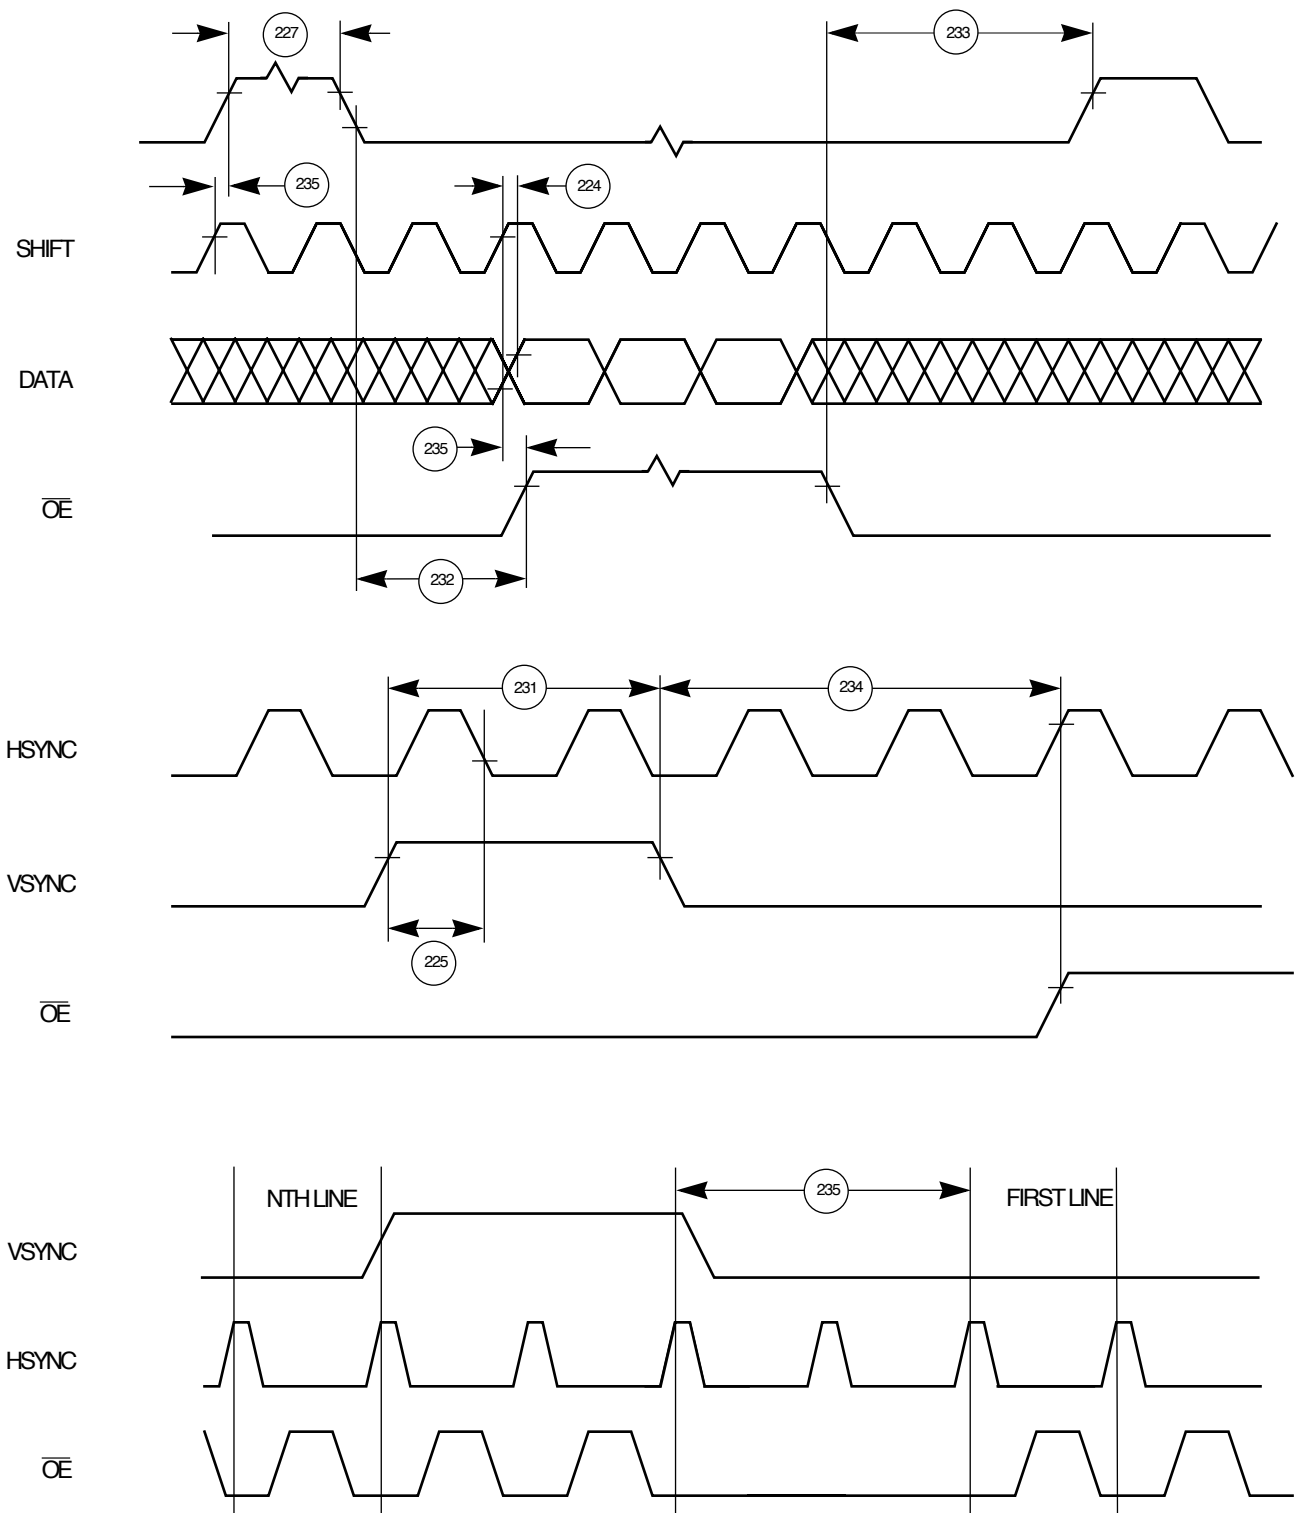 227
233
235
224
SHIFT
DATA
235
OE
232
231
234
HSYNC
VSYNC
225
OE
NTH LINE
235
FIRST LINE
VSYNC
HSYNC
OE